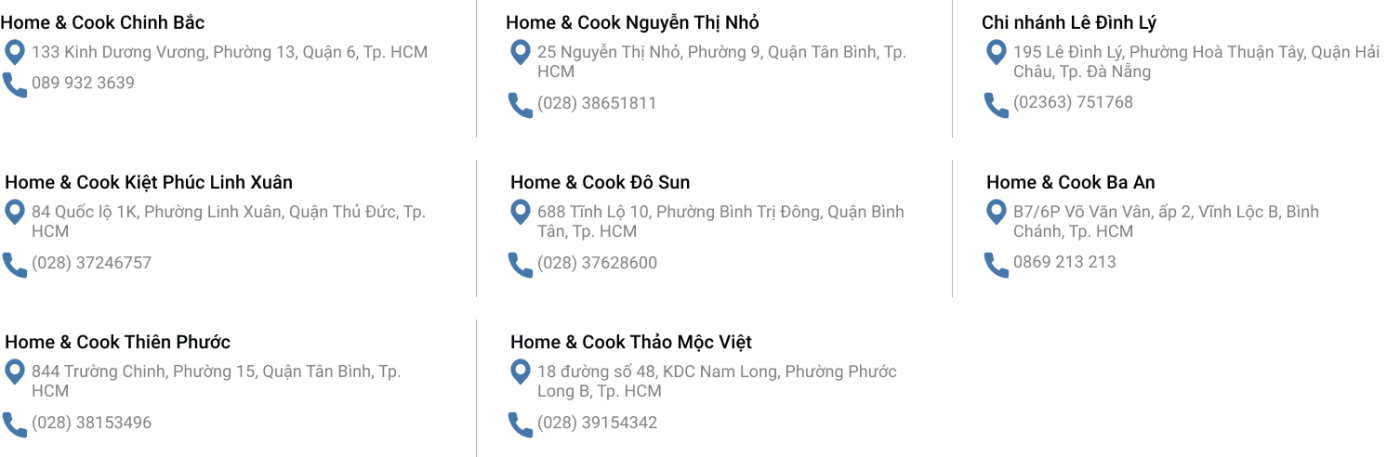 Home & Cook Chinh Bắc
133 Kinh Dương Vương, Phường 13, Quận 6, Tp. HCM
089 932 3639
Home & Cook Nguyễn Thị Nhỏ
25 Nguyễn Thị Nhỏ, Phường 9, Quận Tân Bình, Tp.
HCM
(028) 38651811
Chi nhánh Lê Đình Lý
195 Lê Đình Lý, Phường Hoà Thuận Tây, Quận Hải
Châu, Tp. Đà Nẵng
(02363) 751768
Home & Cook Kiệt Phúc Linh Xuân
84 Quốc lộ 1K, Phường Linh Xuân, Quận Thủ Đức, Tp.
HCM
(028) 37246757
Home & Cook Đô Sun
688 Tĩnh Lộ 10, Phường Bình Trị Đông, Quận Bình
Tân, Tp. HCM
(028) 37628600
Home & Cook Ba An
B7/6P Võ Văn Vân, ấp 2, Vĩnh Lộc B, Bình
Chánh, Tp. HCM
0869 213 213
Home & Cook Thiên Phước
844 Trường Chinh, Phường 15, Quận Tân Bình, Tp.
HCM
(028) 38153496
Home & Cook Thảo Mộc Việt
18 đường số 48, KDC Nam Long, Phường Phước
Long B, Tp. HCM
(028) 39154342